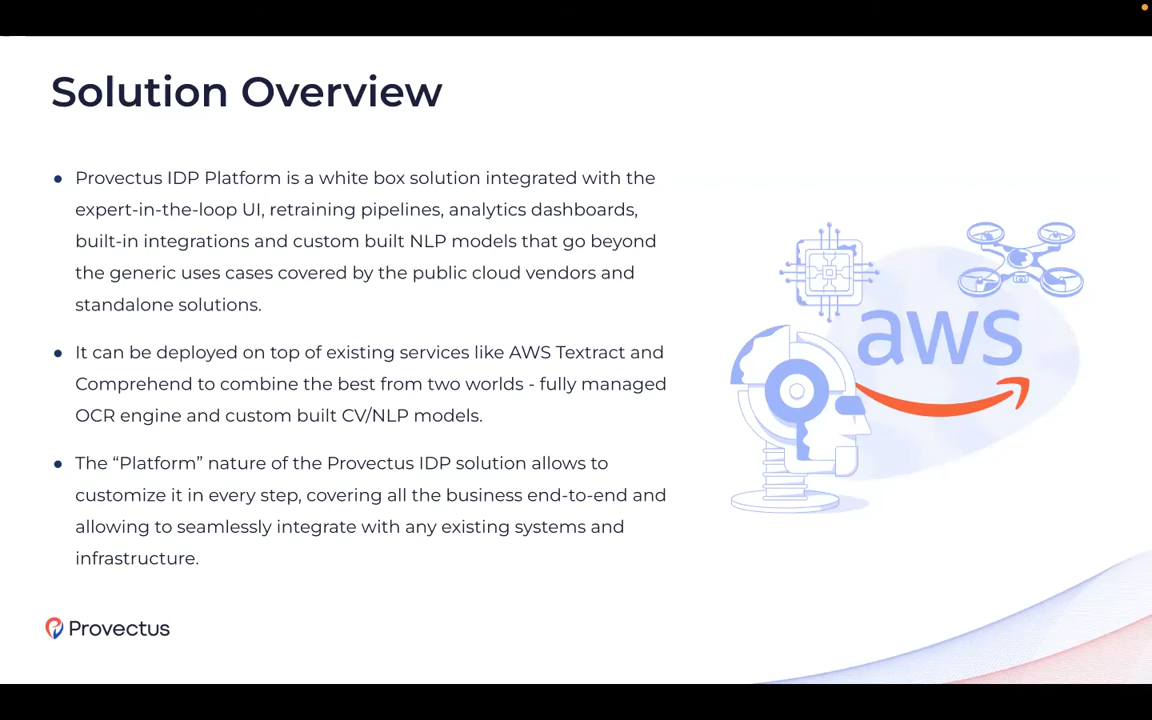 Solution Overview
● Provectus IDP Platform is a white box solution integrated with the
expert-in-the-loop UI, retraining pipelines, analytics dashboards,
built-in integrations and custom built NLP models that go beyond
the generic uses cases covered by the public cloud vendors and
standalone solutions.
● It can be deployed on top of existing services like AWS Textract and
Comprehend to combine the best from two worlds - fully managed
OCR engine and custom built CV/NLP models.
● The “Platform” nature of the Provectus IDP solution allows to
customize it in every step, covering all the business end-to-end and
allowing to seamlessly integrate with any existing systems and
infrastructure.
aws
Provectus